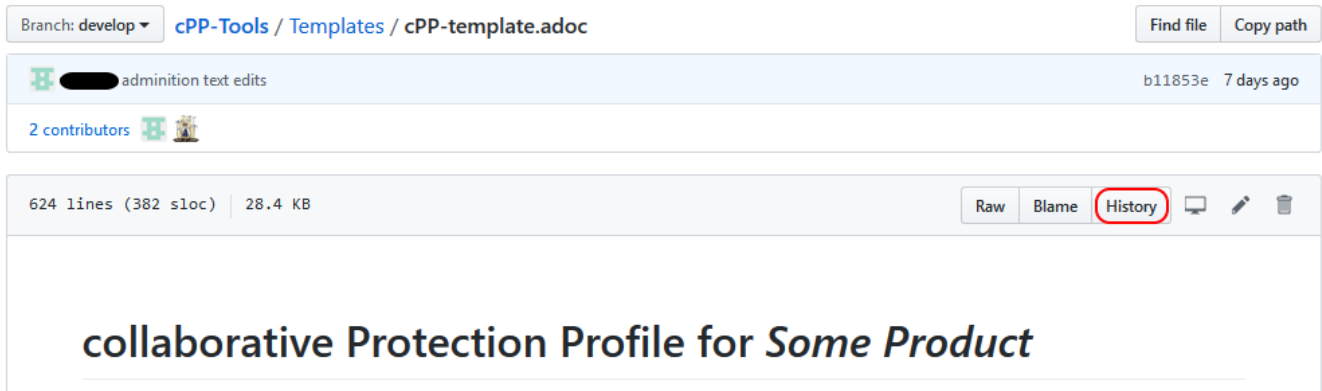 Branch: develop cPP-Tools / Templates / cPP-template.adoc Find file Copy path
adminition text edits b11853e 7 days ago
2 contributors
624 lines (382 sloc) 28.4 KB Raw Blame History
collaborative Protection Profile for Some Product